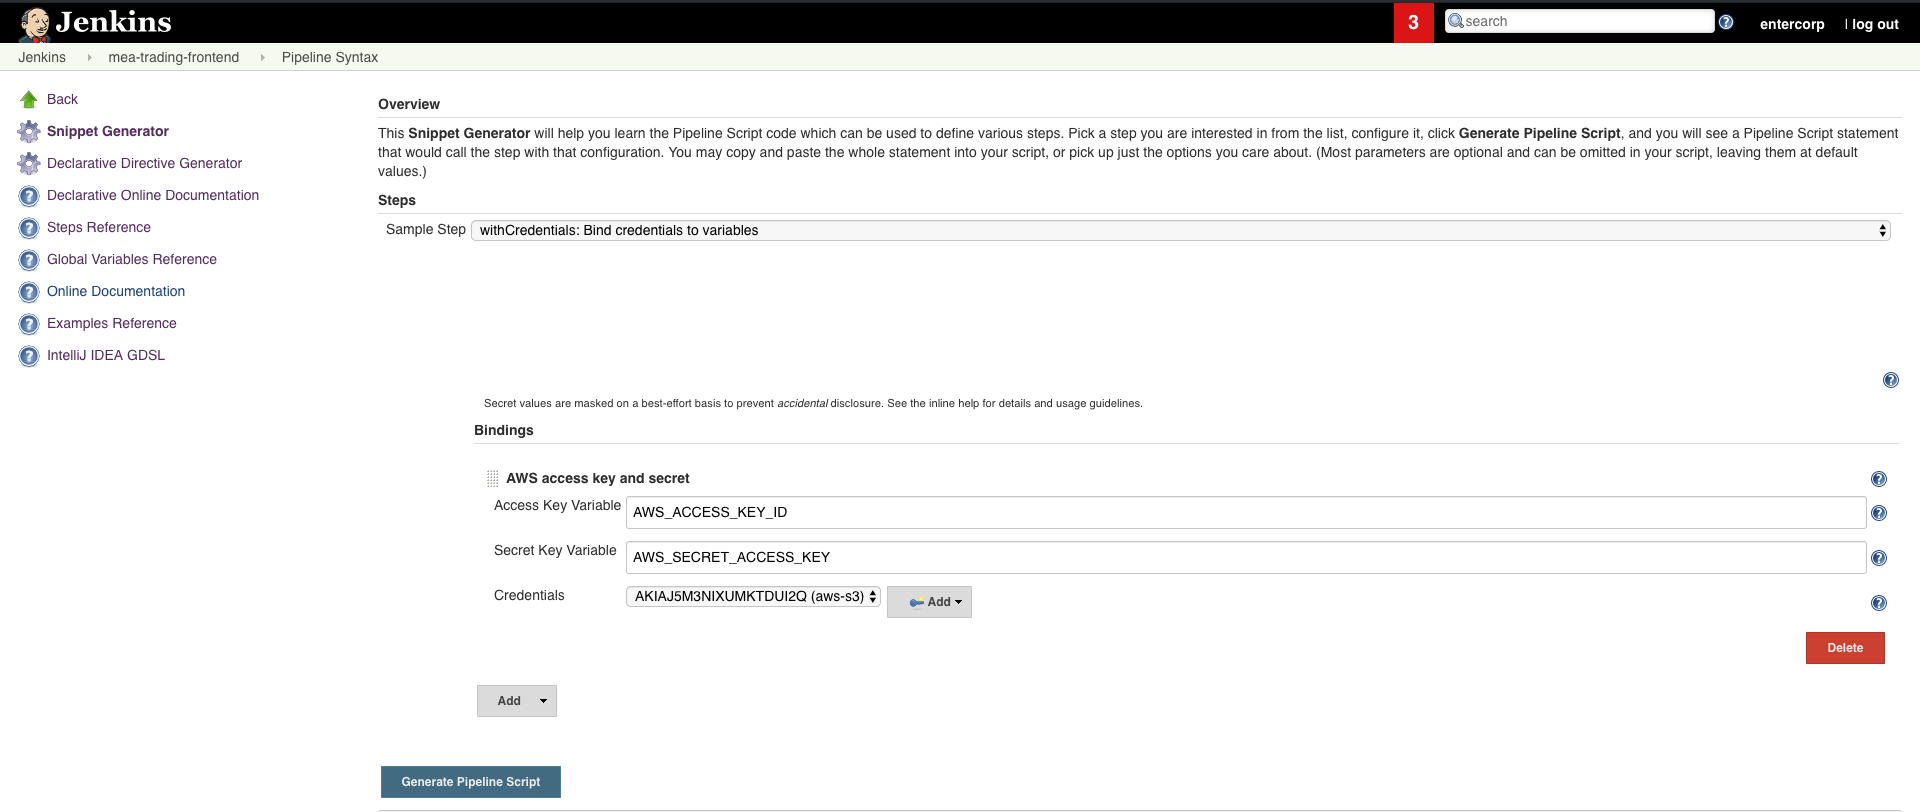 Jenkins
3
search
entercorp
| log out
Jenkins
mea-trading-frontend
Pipeline Syntax
Back
Snippet Generator
Declarative Directive Generator
Declarative Online Documentation
Steps Reference
Global Variables Reference
Online Documentation
Examples Reference
IntelliJ IDEA GDSL
Overview
This Snippet Generator will help you learn the Pipeline Script code which can be used to define various steps. Pick a step you are interested in from the list, configure it, click Generate Pipeline Script, and you will see a Pipeline Script statement
that would call the step with that configuration. You may copy and paste the whole statement into your script, or pick up just the options you care about. (Most parameters are optional and can be omitted in your script, leaving them at default
values.)
Steps
Sample Step
withCredentials: Bind credentials to variables
Secret values are masked on a best-effort basis to prevent accidental disclosure. See the inline help for details and usage guidelines.
Bindings
AWS access key and secret
Access Key Variable
AWS_ACCESS_KEY_ID
Secret Key Variable
AWS_SECRET_ACCESS_KEY
Credentials
AKIAJ5M3NIXUMKTDUI2Q (aws-s3)
Add
Delete
Add
Generate Pipeline Script